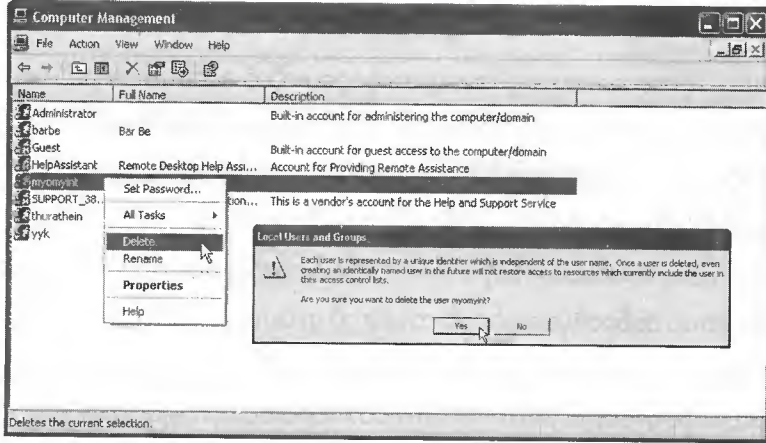 Computer Management
File Action View Window Help
Name Full Name Description
Administrator Built-in account for administering the computer/domain
barbe Bar Be
Guest Built-in account for guest access to the computer/domain
HelpAssistant Remote Desktop Help Assi... Account for Providing Remote Assistance
myomyint
SUPPORT_38... tion... This is a vendor's account for the Help and Support Service
thurathein
yyk
Set Password...
All Tasks
Delete
Rename
Properties
Help
Local Users and Groups
Each user is represented by a unique identifier which is independent of the user name. Once a user is deleted, even
creating an identically named user in the future will not restore access to resources which currently include the user in
their access control lists.
Are you sure you want to delete the user myomyint?
Yes No
Deletes the current selection.